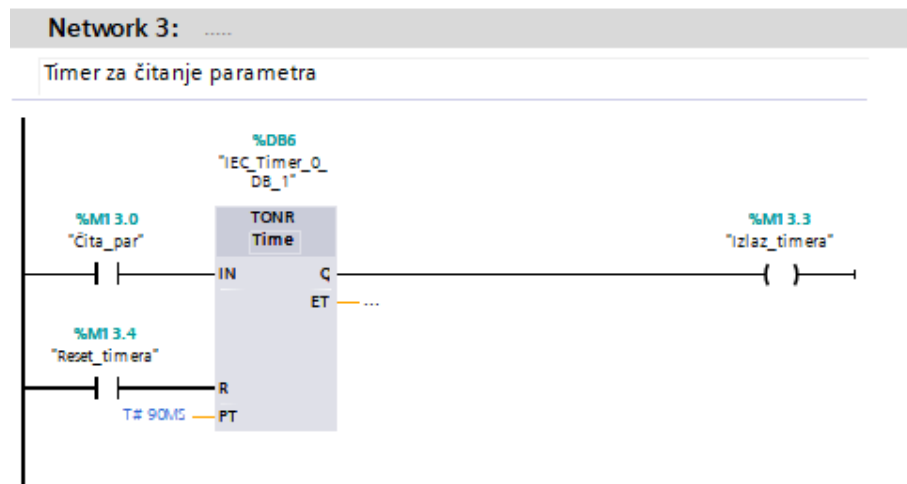 Network 3: .....
Timer za čitanje parametra
%DB6
"IEC_Timer_0_
DB_1"
TONR
Time
%M13.0
"Čita_par"
IN
Q
ET
...
%M13.3
"Izlaz_timera"
%M13.4
"Reset_timera"
R
T# 90MS
PT